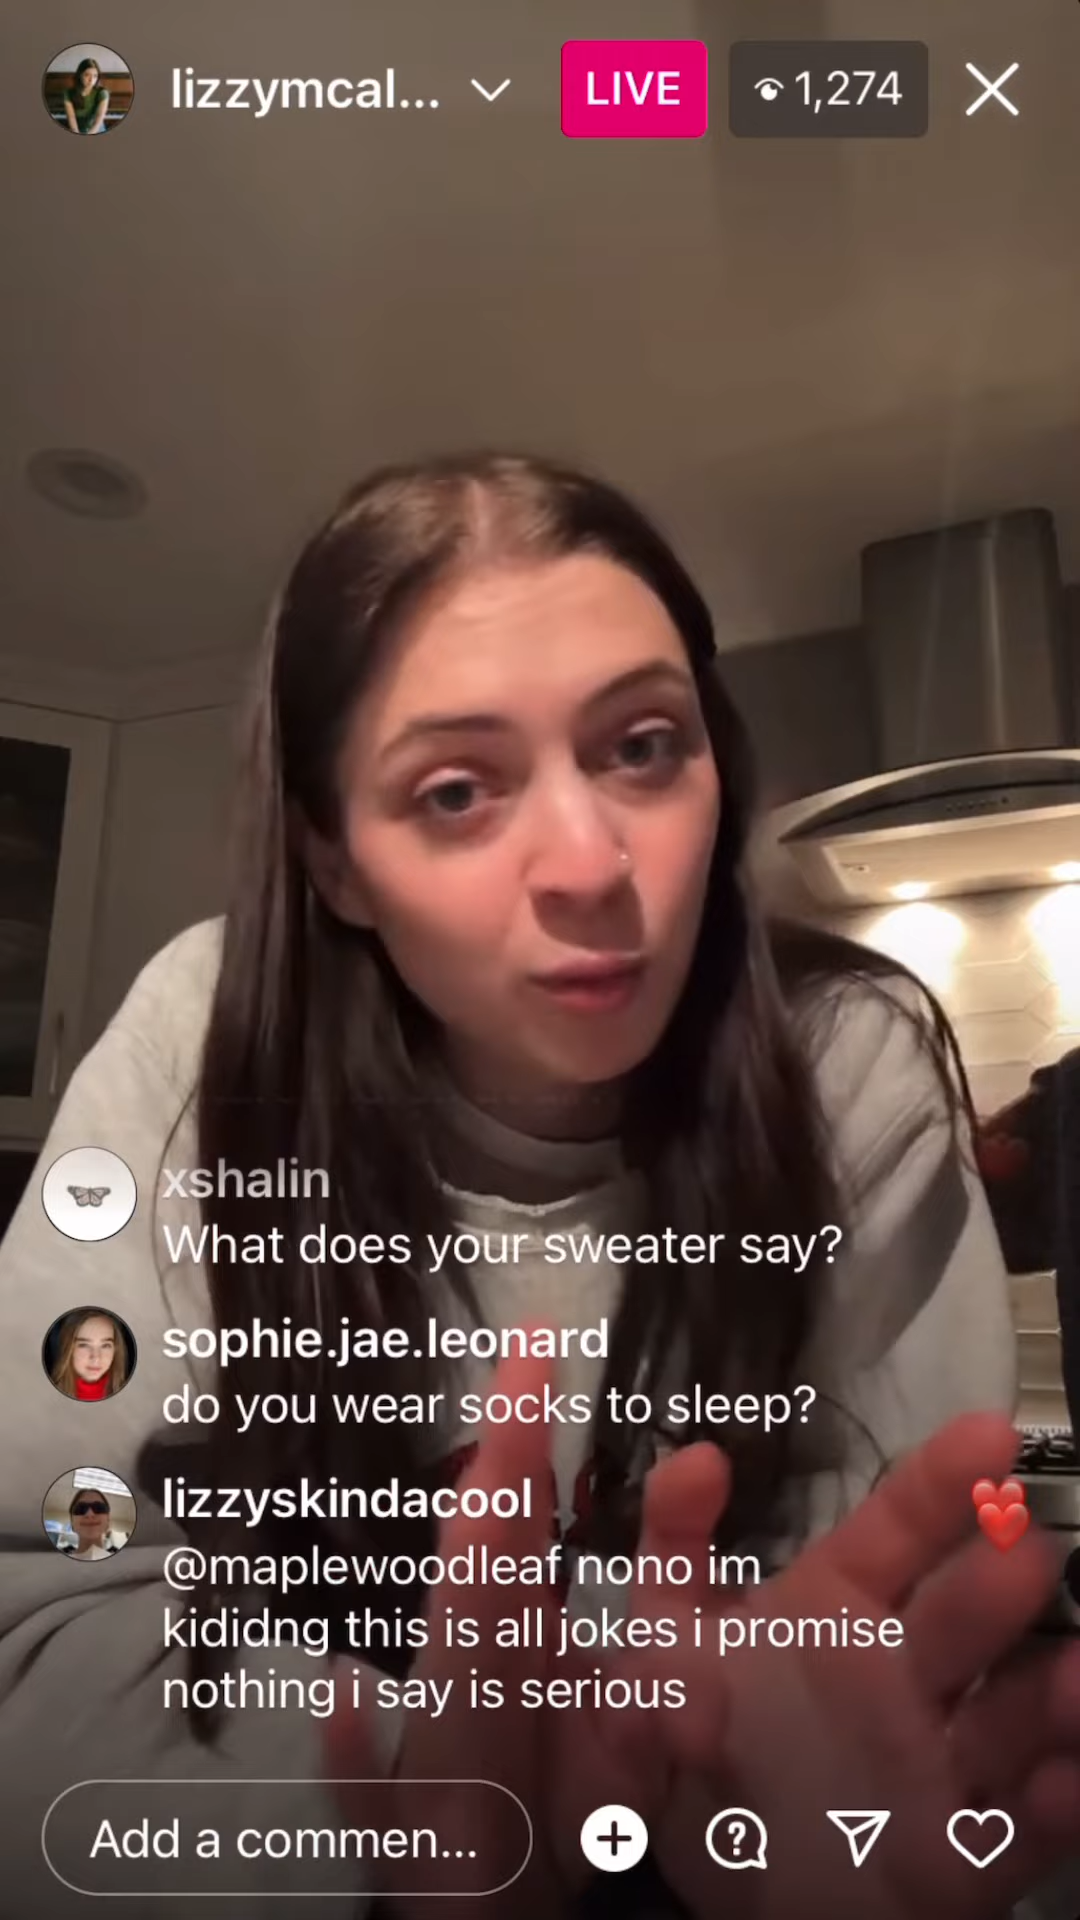 lizzymcal...
LIVE
1,274
xshalin
What does your sweater say?
sophie.jae.leonard
do you wear socks to sleep?
lizzyskindacool
@maplewoodleaf nono im
kididng this is all jokes i promise
nothing i say is serious
Add a commen...